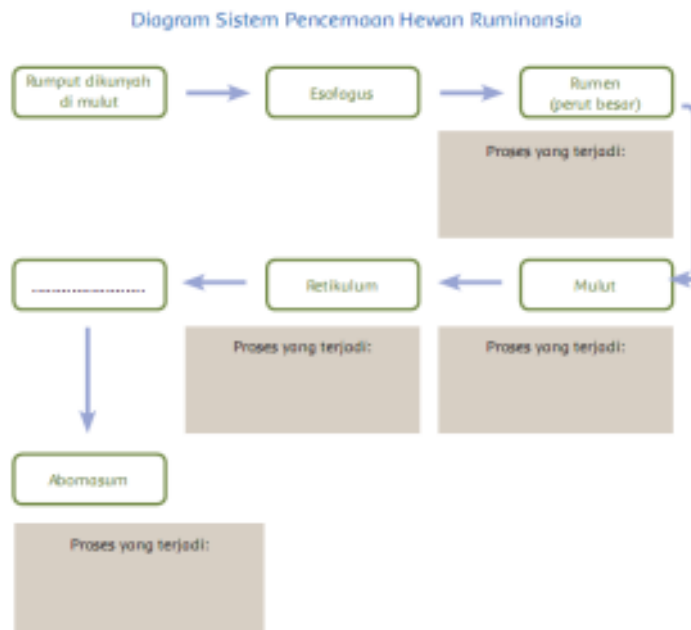 Diagram Sistem Pencernaan Hewan Ruminansia
Rumput dikunyah
di mulut
Esofagus
Rumen
(perut besar)
Proses yang terjadi:
........................
Retikulum
Mulut
Proses yang terjadi:
Proses yang terjadi:
Abomasum
Proses yang terjadi: